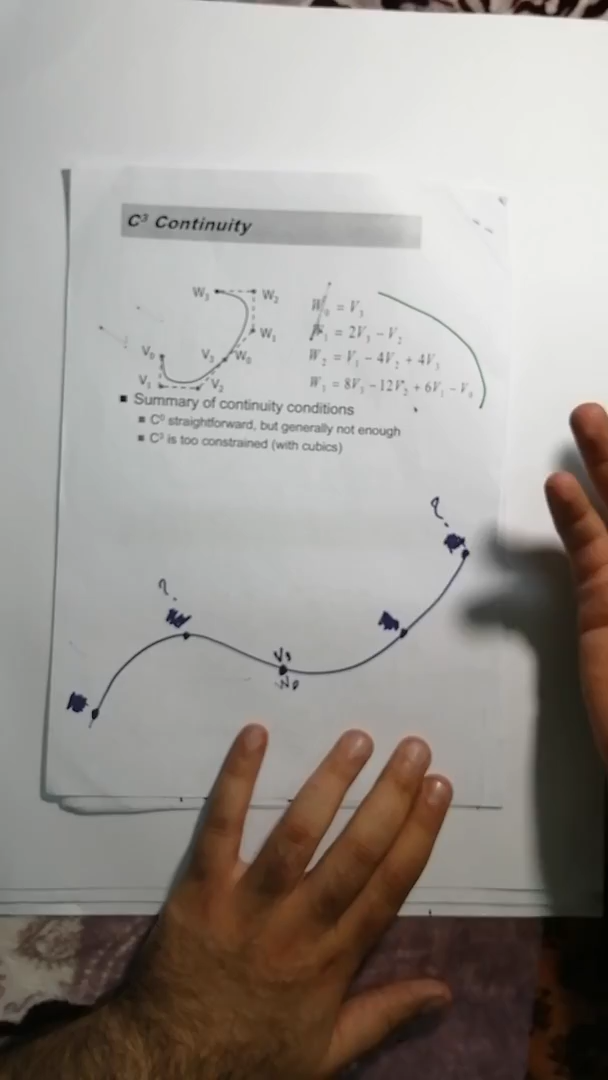 C³ Continuity
W₃ W₂
W₁
V₀ V₃ W₀
V₁ V₂
W₀ = V₃
W₁ = 2V₃ − V₂
W₂ = V₁ − 4V₂ + 4V₃
W₃ = 8V₃ − 12V₂ + 6V₁ − V₀
▪ Summary of continuity conditions
▪ C⁰ straightforward, but generally not enough
▪ C³ is too constrained (with cubics)
V₃
W₀